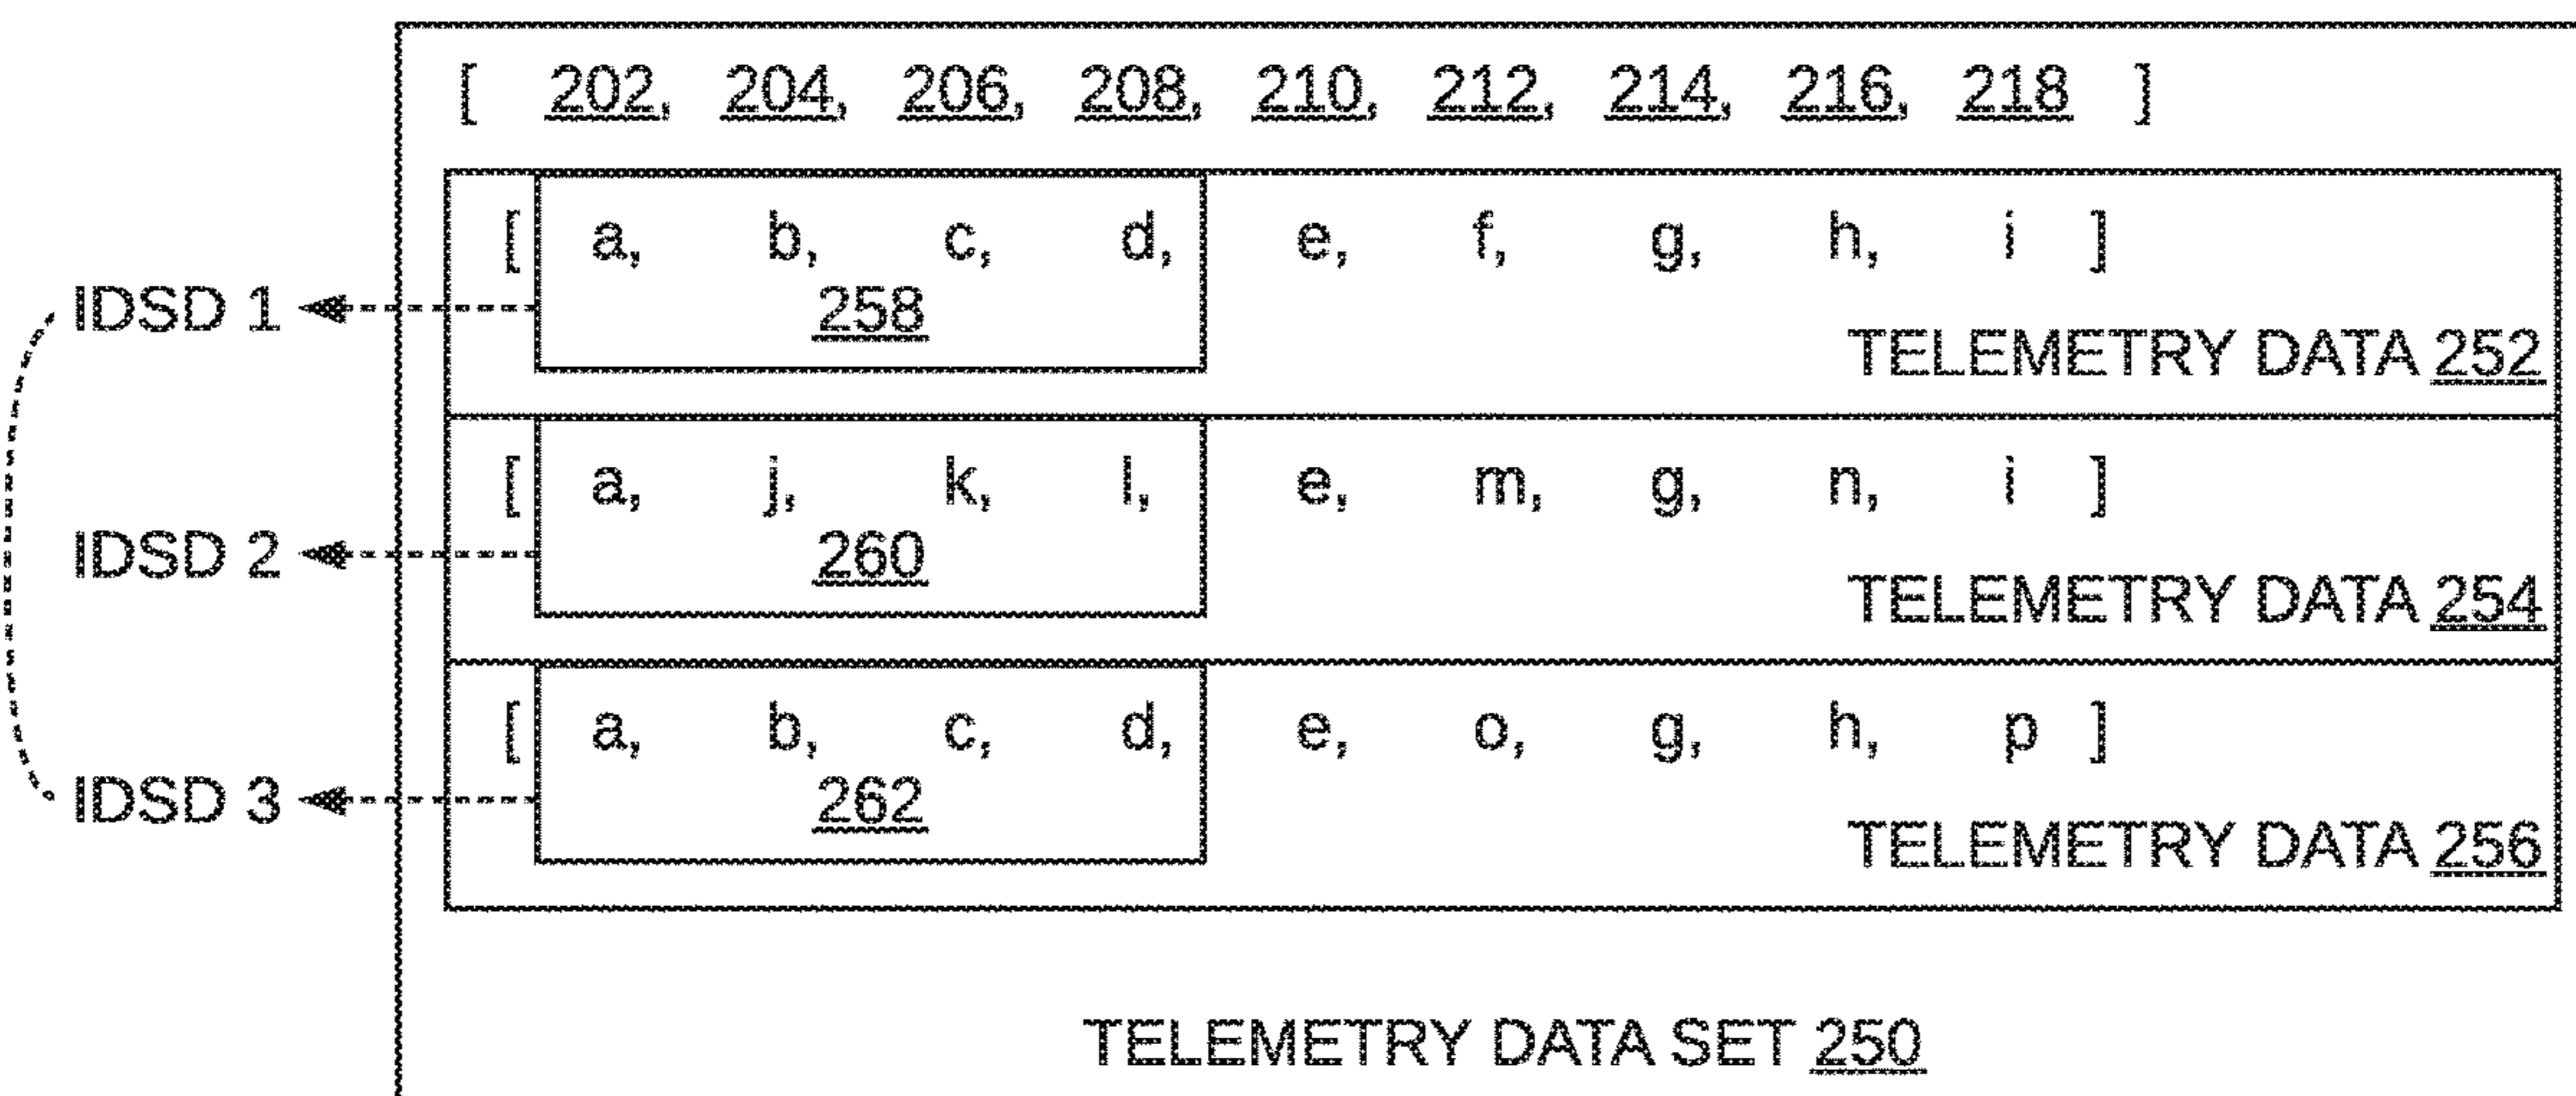 [ 202, 204, 206, 208, 210, 212, 214, 216, 218 ]
[ a, b, c, d, e, f, g, h, i ]
IDSD 1 258
TELEMETRY DATA 252
[ a, j, k, l, e, m, g, n, i ]
IDSD 2 260
TELEMETRY DATA 254
[ a, b, c, d, e, o, g, h, p ]
IDSD 3 262
TELEMETRY DATA 256
TELEMETRY DATA SET 250